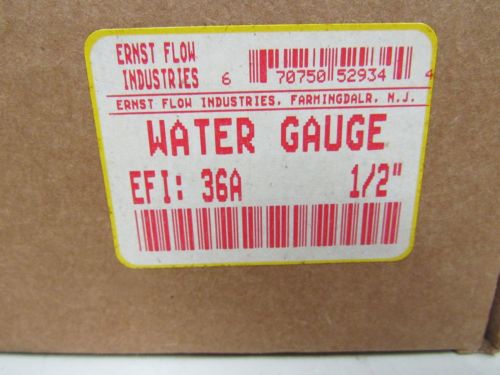 ERNST FLOW
INDUSTRIES
6 70750 52934 4
ERNST FLOW INDUSTRIES, FARMINGDALR, N.J.
WATER GAUGE
EFI: 36A 1/2"